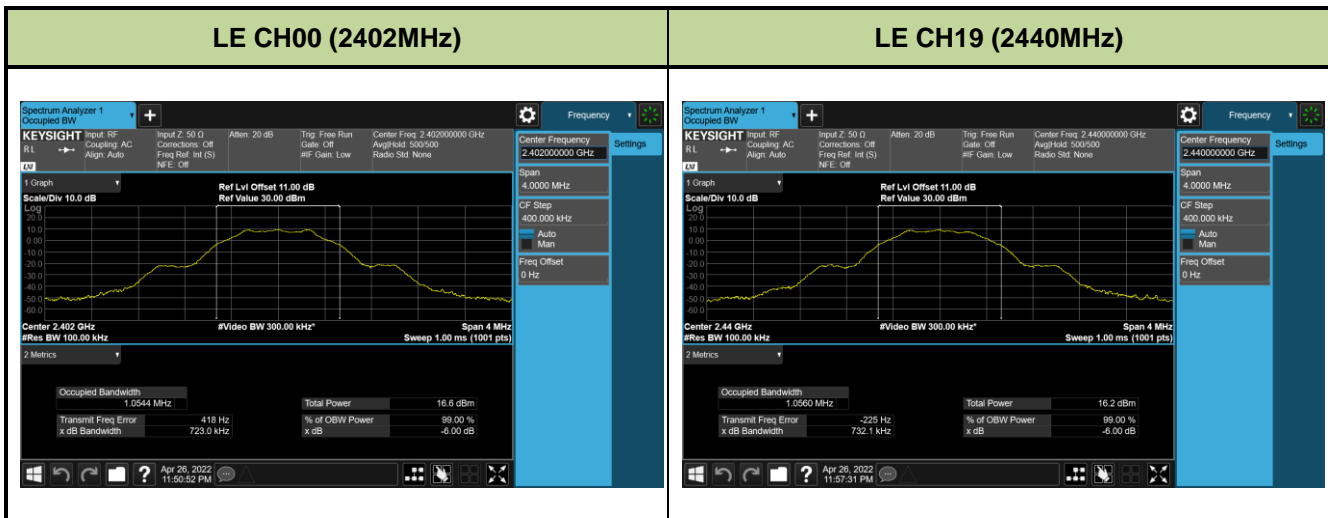 LE CH00 (2402MHz)
LE CH19 (2440MHz)
Spectrum Analyzer 1
Occupied BW
+
Frequency
KEYSIGHT
R L
LXI
Input: RF
Coupling: AC
Align: Auto
Input Z: 50 Ω
Corrections: Off
Freq Ref: Int (S)
NFE: Off
Atten: 20 dB
Trig: Free Run
Gate: Off
#IF Gain: Low
Center Freq: 2.402000000 GHz
Avg|Hold: 500/500
Radio Std: None
Center Frequency
2.402000000 GHz
Settings
Span
4.0000 MHz
CF Step
400.000 kHz
Auto
Man
Freq Offset
0 Hz
1 Graph
Scale/Div 10.0 dB
Ref Lvl Offset 11.00 dB
Ref Value 30.00 dBm
Log
20.0
10.0
0.00
-10.0
-20.0
-30.0
-40.0
-50.0
-60.0
Center 2.402 GHz
#Res BW 100.00 kHz
#Video BW 300.00 kHz*
Span 4 MHz
Sweep 1.00 ms (1001 pts)
2 Metrics
Occupied Bandwidth
1.0544 MHz
Total Power 16.6 dBm
Transmit Freq Error 418 Hz
% of OBW Power 99.00 %
x dB Bandwidth 723.0 kHz
x dB -6.00 dB
?
Apr 26, 2022
11:50:52 PM
Spectrum Analyzer 1
Occupied BW
+
Frequency
KEYSIGHT
R L
LXI
Input: RF
Coupling: AC
Align: Auto
Input Z: 50 Ω
Corrections: Off
Freq Ref: Int (S)
NFE: Off
Atten: 20 dB
Trig: Free Run
Gate: Off
#IF Gain: Low
Center Freq: 2.440000000 GHz
Avg|Hold: 500/500
Radio Std: None
Center Frequency
2.440000000 GHz
Settings
Span
4.0000 MHz
CF Step
400.000 kHz
Auto
Man
Freq Offset
0 Hz
1 Graph
Scale/Div 10.0 dB
Ref Lvl Offset 11.00 dB
Ref Value 30.00 dBm
Log
20.0
10.0
0.00
-10.0
-20.0
-30.0
-40.0
-50.0
-60.0
Center 2.44 GHz
#Res BW 100.00 kHz
#Video BW 300.00 kHz*
Span 4 MHz
Sweep 1.00 ms (1001 pts)
2 Metrics
Occupied Bandwidth
1.0560 MHz
Total Power 16.2 dBm
Transmit Freq Error -225 Hz
% of OBW Power 99.00 %
x dB Bandwidth 732.1 kHz
x dB -6.00 dB
?
Apr 26, 2022
11:57:31 PM